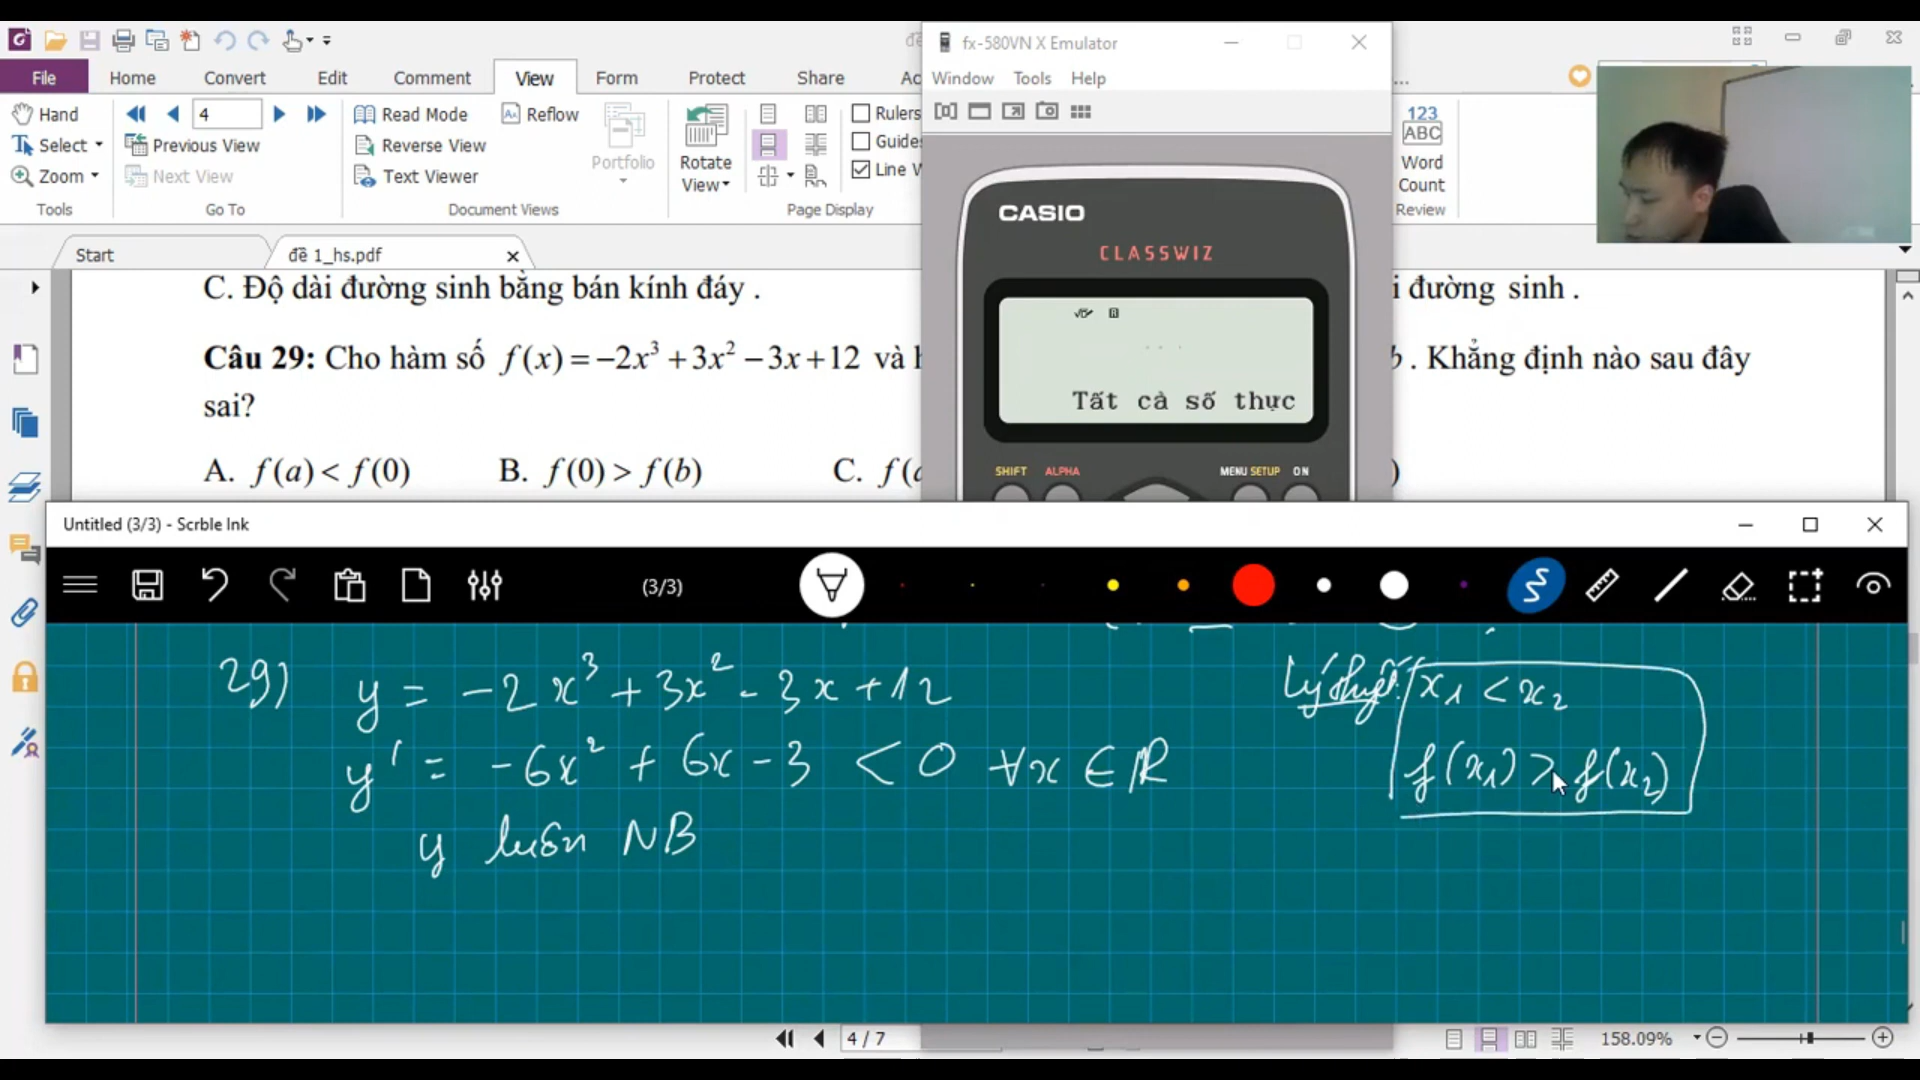 fx-580VN X Emulator
File Home Convert Edit Comment View Form Protect Share
Window Tools Help
Hand
Select
Zoom
Tools
4
Previous View
Next View
Go To
Read Mode
Reverse View
Text Viewer
Reflow
Document Views
Portfolio
Rotate View
Rulers
Guides
Line
Page Display
123
ABC
Word Count
Review
Start
đề 1_hs.pdf
CASIO
CLASSWIZ
Tất cả số thực
SHIFT ALPHA MENU SETUP ON
C. Độ dài đường sinh bằng bán kính đáy .
i đường sinh .
Câu 29: Cho hàm số f(x)=−2x³+3x²−3x+12 và
b . Khẳng định nào sau đây
sai?
A. f(a)< f(0) B. f(0)> f(b) C. f(
Untitled (3/3) - Scrble Ink
(3/3)
29) y = -2x³ + 3x² - 3x + 12
Lý thuyết: x₁ < x₂
y' = -6x² + 6x - 3 < 0 ∀x ∈ ℝ
f(x₁) > f(x₂)
y luôn NB
4 / 7
158.09%